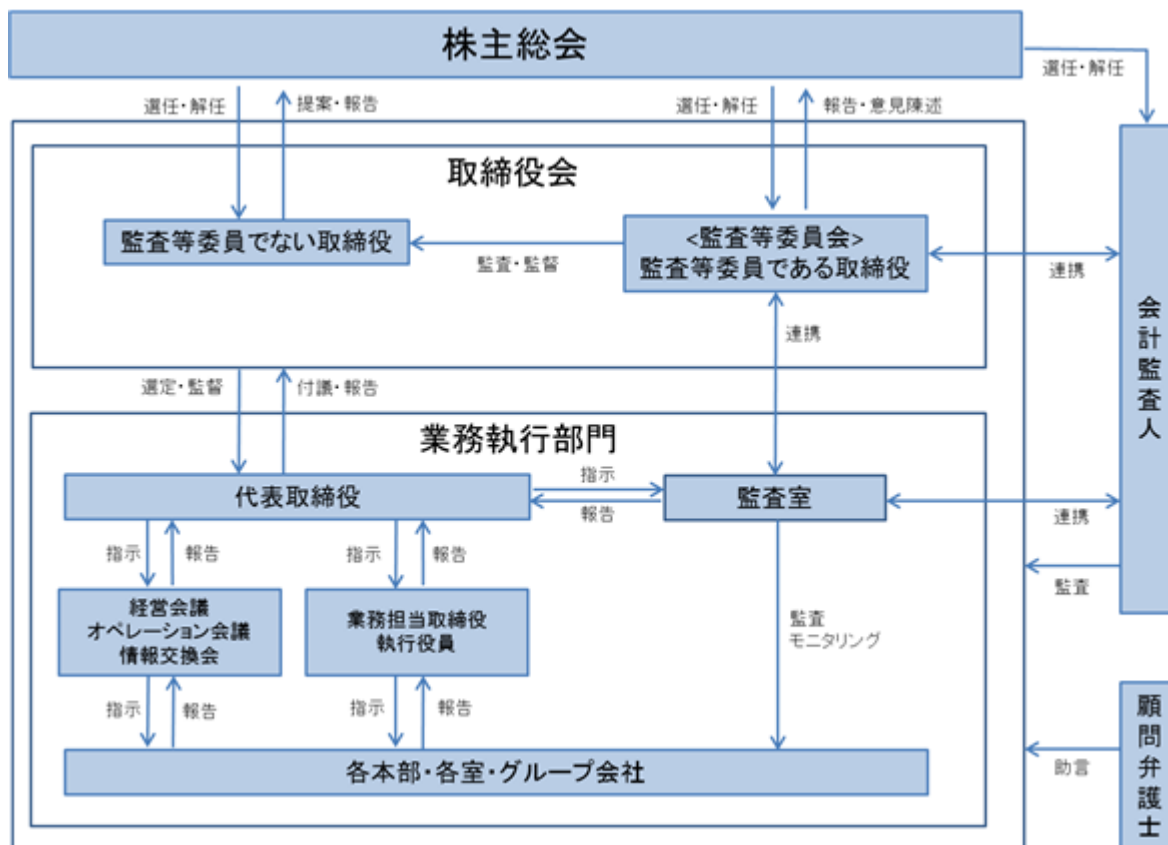 株主総会
選任・解任
選任・解任
提案・報告
選任・解任
報告・意見陳述
取締役会
監査等委員でない取締役
監査・監督
<監査等委員会>
監査等委員である取締役
連携
連携
会計監査人
選定・監督
付議・報告
業務執行部門
代表取締役
指示
報告
監査室
連携
指示
報告
指示
報告
監査
経営会議
オペレーション会議
情報交換会
業務担当取締役
執行役員
監査
モニタリング
指示
報告
指示
報告
各本部・各室・グループ会社
助言
顧問弁護士